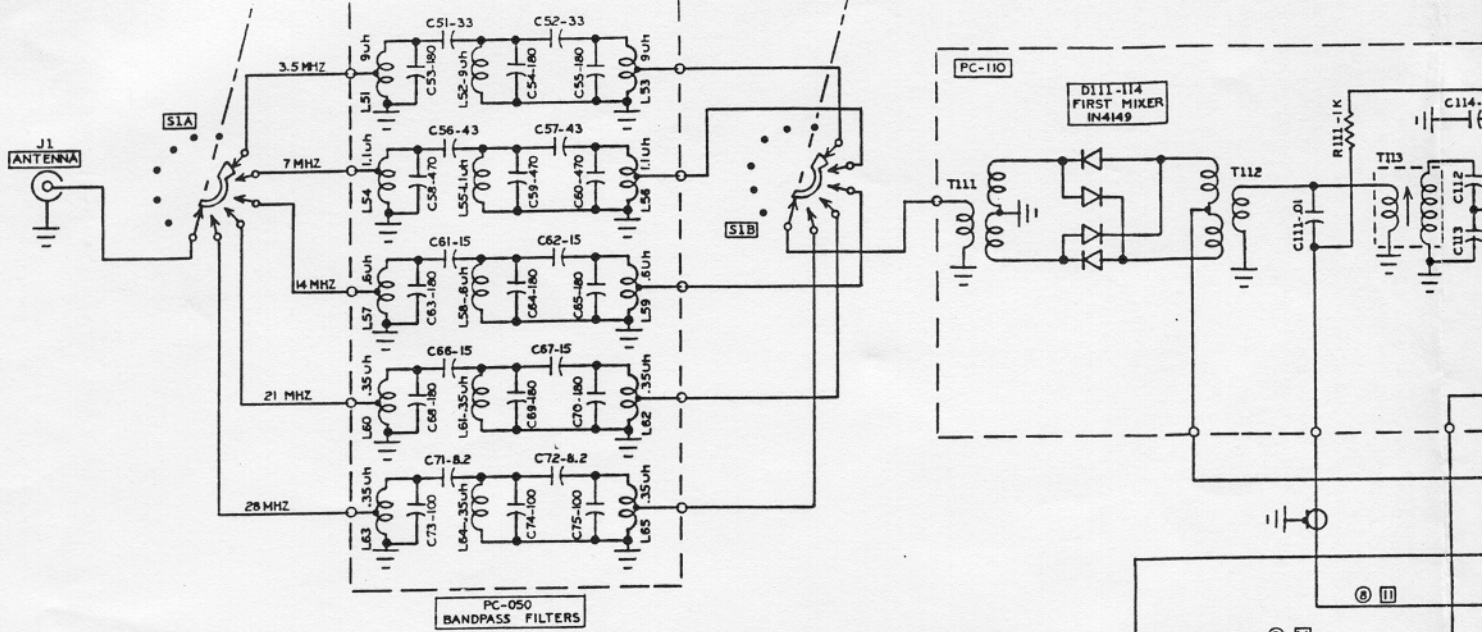 J1
ANTENNA
S1A
3.5 MHZ
7 MHZ
14 MHZ
21 MHZ
28 MHZ
C51-33
C52-33
9uh
L51
C53-180
L52-9uh
C54-180
C55-180
9uh
L53
C56-43
C57-43
1.1uh
L54
C58-470
L55-1.1uh
C59-470
C60-470
1.1uh
L56
C61-15
C62-15
.6uh
L57
C63-180
L58-.6uh
C64-180
C65-180
.6uh
L59
C66-15
C67-15
.35uh
L60
C68-180
L61-.35uh
C69-180
C70-180
.35uh
L62
C71-8.2
C72-8.2
.35uh
L63
C73-100
L64-.35uh
C74-100
C75-100
.35uh
L65
PC-050
BANDPASS FILTERS
S1B
PC-110
D111-114
FIRST MIXER
IN4149
T111
T112
R111-1K
C111-.01
T113
C114-
C112
C113
8 11